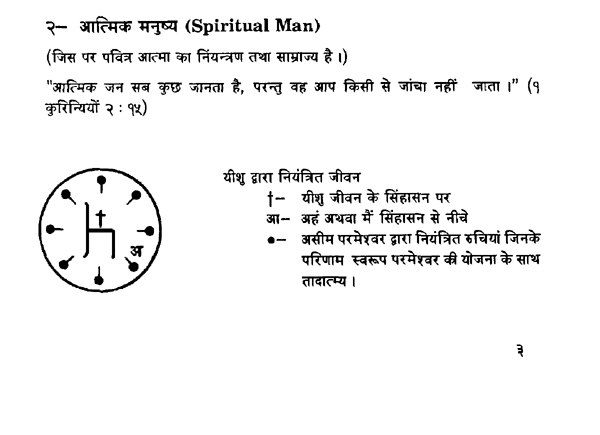 २– आत्मिक मनुष्य (Spiritual Man)
(जिस पर पवित्र आत्मा का निंयन्त्रण तथा साम्राज्य है।)
"आत्मिक जन सब कुछ जानता है, परन्तु वह आप किसी से जांचा नहीं जाता।" (१
कुरिन्थियों २ : १५)
यीशु द्वारा नियंत्रित जीवन
†– यीशु जीवन के सिंहासन पर
आ– अहं अथवा मैं सिंहासन से नीचे
●– असीम परमेश्वर द्वारा नियंत्रित रुचियां जिनके
परिणाम स्वरूप परमेश्वर की योजना के साथ
तादात्म्य।
†
अ
३